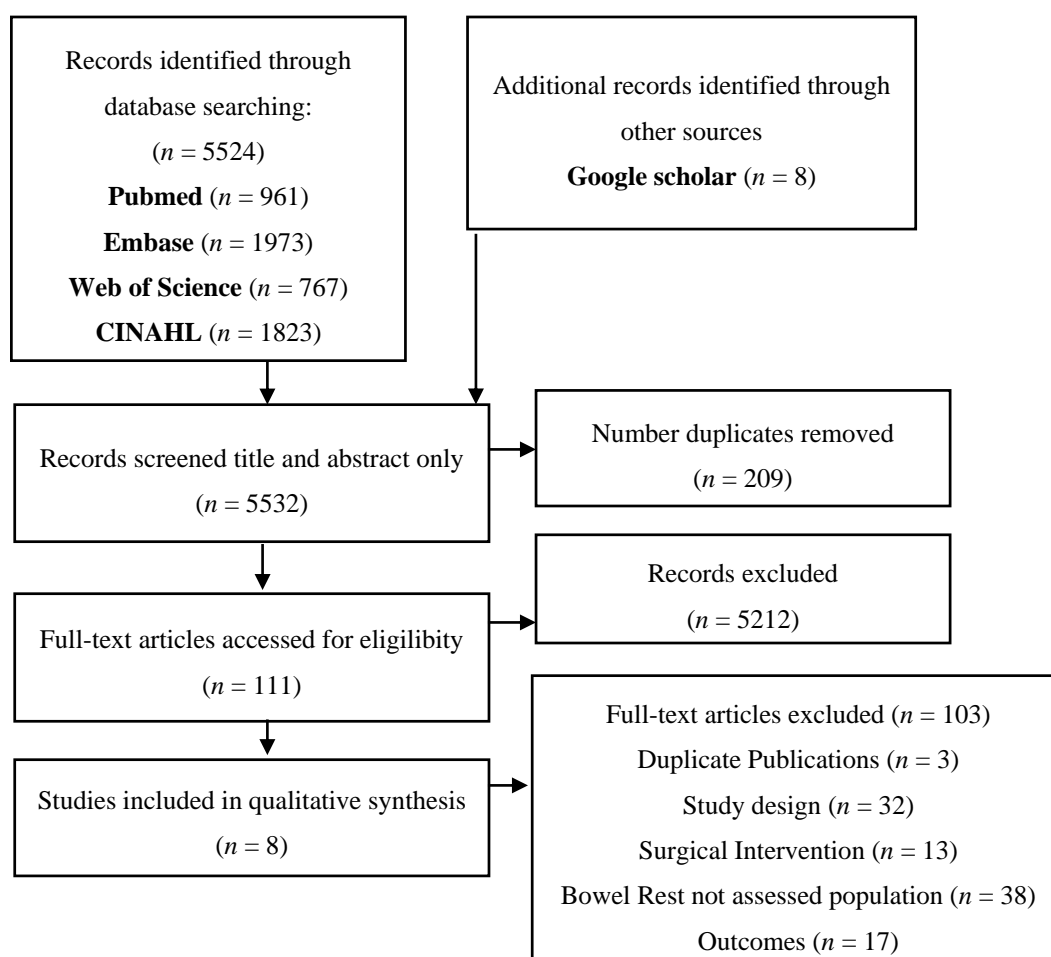 Records identified through
database searching:
(n = 5524)
Pubmed (n = 961)
Embase (n = 1973)
Web of Science (n = 767)
CINAHL (n = 1823)
Additional records identified through
other sources
Google scholar (n = 8)
Records screened title and abstract only
(n = 5532)
Number duplicates removed
(n = 209)
Full-text articles accessed for eligilibity
(n = 111)
Records excluded
(n = 5212)
Studies included in qualitative synthesis
(n = 8)
Full-text articles excluded (n = 103)
Duplicate Publications (n = 3)
Study design (n = 32)
Surgical Intervention (n = 13)
Bowel Rest not assessed population (n = 38)
Outcomes (n = 17)